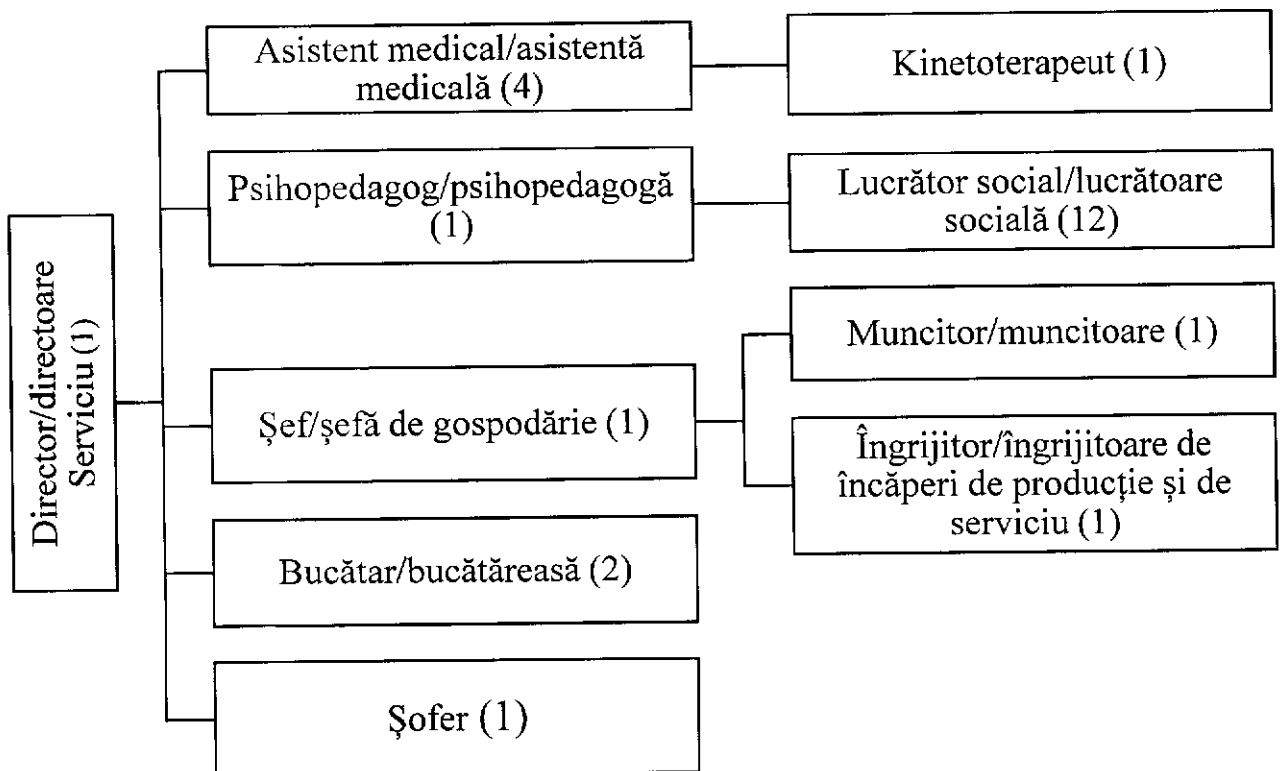 Director/directoare
Serviciu (1)
Asistent medical/asistentă
medicală (4)
Kinetoterapeut (1)
Psihopedagog/psihopedagogă
(1)
Lucrător social/lucrătoare
socială (12)
Șef/șefă de gospodărie (1)
Muncitor/muncitoare (1)
Îngrijitor/îngrijitoare de
încăperi de producție și de
serviciu (1)
Bucătar/bucătăreasă (2)
Șofer (1)